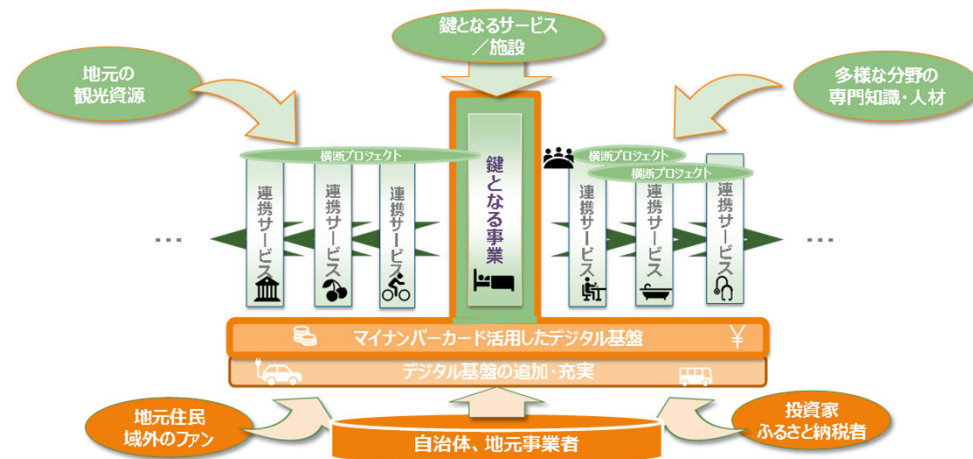 鍵となるサービス
／施設
地元の
観光資源
多様な分野の
専門知識・人材
横断プロジェクト
横断プロジェクト
横断プロジェクト
連携サービス
連携サービス
連携サービス
鍵となる事業
連携サービス
連携サービス
連携サービス
…
…
マイナンバーカード活用したデジタル基盤
¥
デジタル基盤の追加・充実
地元住民
域外のファン
自治体、地元事業者
投資家
ふるさと納税者